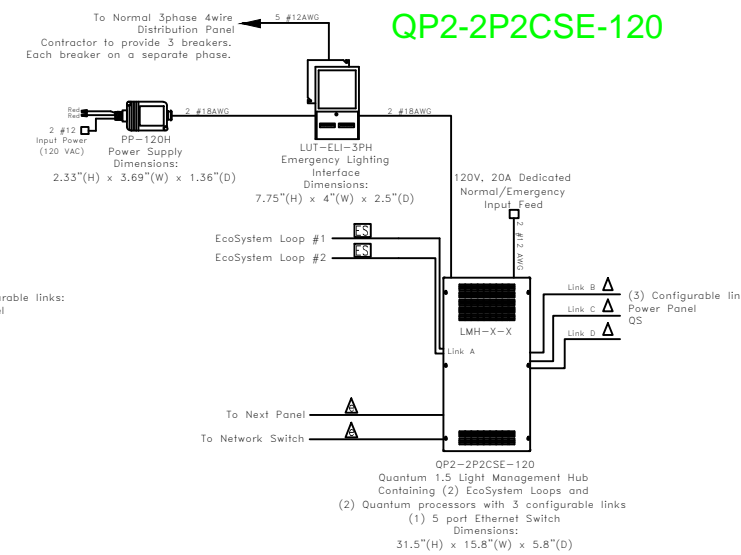 QP2-2P2CSE-120
To Normal 3phase 4wire
Distribution Panel
Contractor to provide 3 breakers.
Each breaker on a separate phase.
5 #12AWG
Red
Red
2 #12
Input Power
(120 VAC)
PP-120H
Power Supply
Dimensions:
2.33"(H) x 3.69"(W) x 1.36"(D)
2 #18AWG
2 #18AWG
LUT-ELI-3PH
Emergency Lighting
Interface
Dimensions:
7.75"(H) x 4"(W) x 2.5"(D)
120V, 20A Dedicated
Normal/Emergency
Input Feed
2 #12 AWG
EcoSystem Loop #1
ES
EcoSystem Loop #2
ES
rable links:
el
LMH-X-X
Link A
Link B
Link C
Link D
(3) Configurable lin
Power Panel
QS
To Next Panel
e
To Network Switch
e
QP2-2P2CSE-120
Quantum 1.5 Light Management Hub
Containing (2) EcoSystem Loops and
(2) Quantum processors with 3 configurable links
(1) 5 port Ethernet Switch
Dimensions:
31.5"(H) x 15.8"(W) x 5.8"(D)